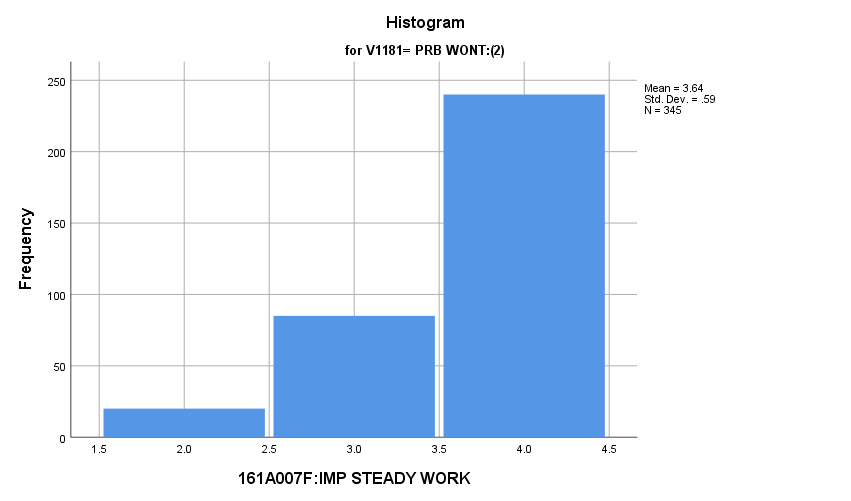 Histogram
for V1181= PRB WONT:(2)
Mean = 3.64
Std. Dev. = .59
N = 345
Frequency
250
200
150
100
50
0
1.5 2.0 2.5 3.0 3.5 4.0 4.5
161A007F:IMP STEADY WORK